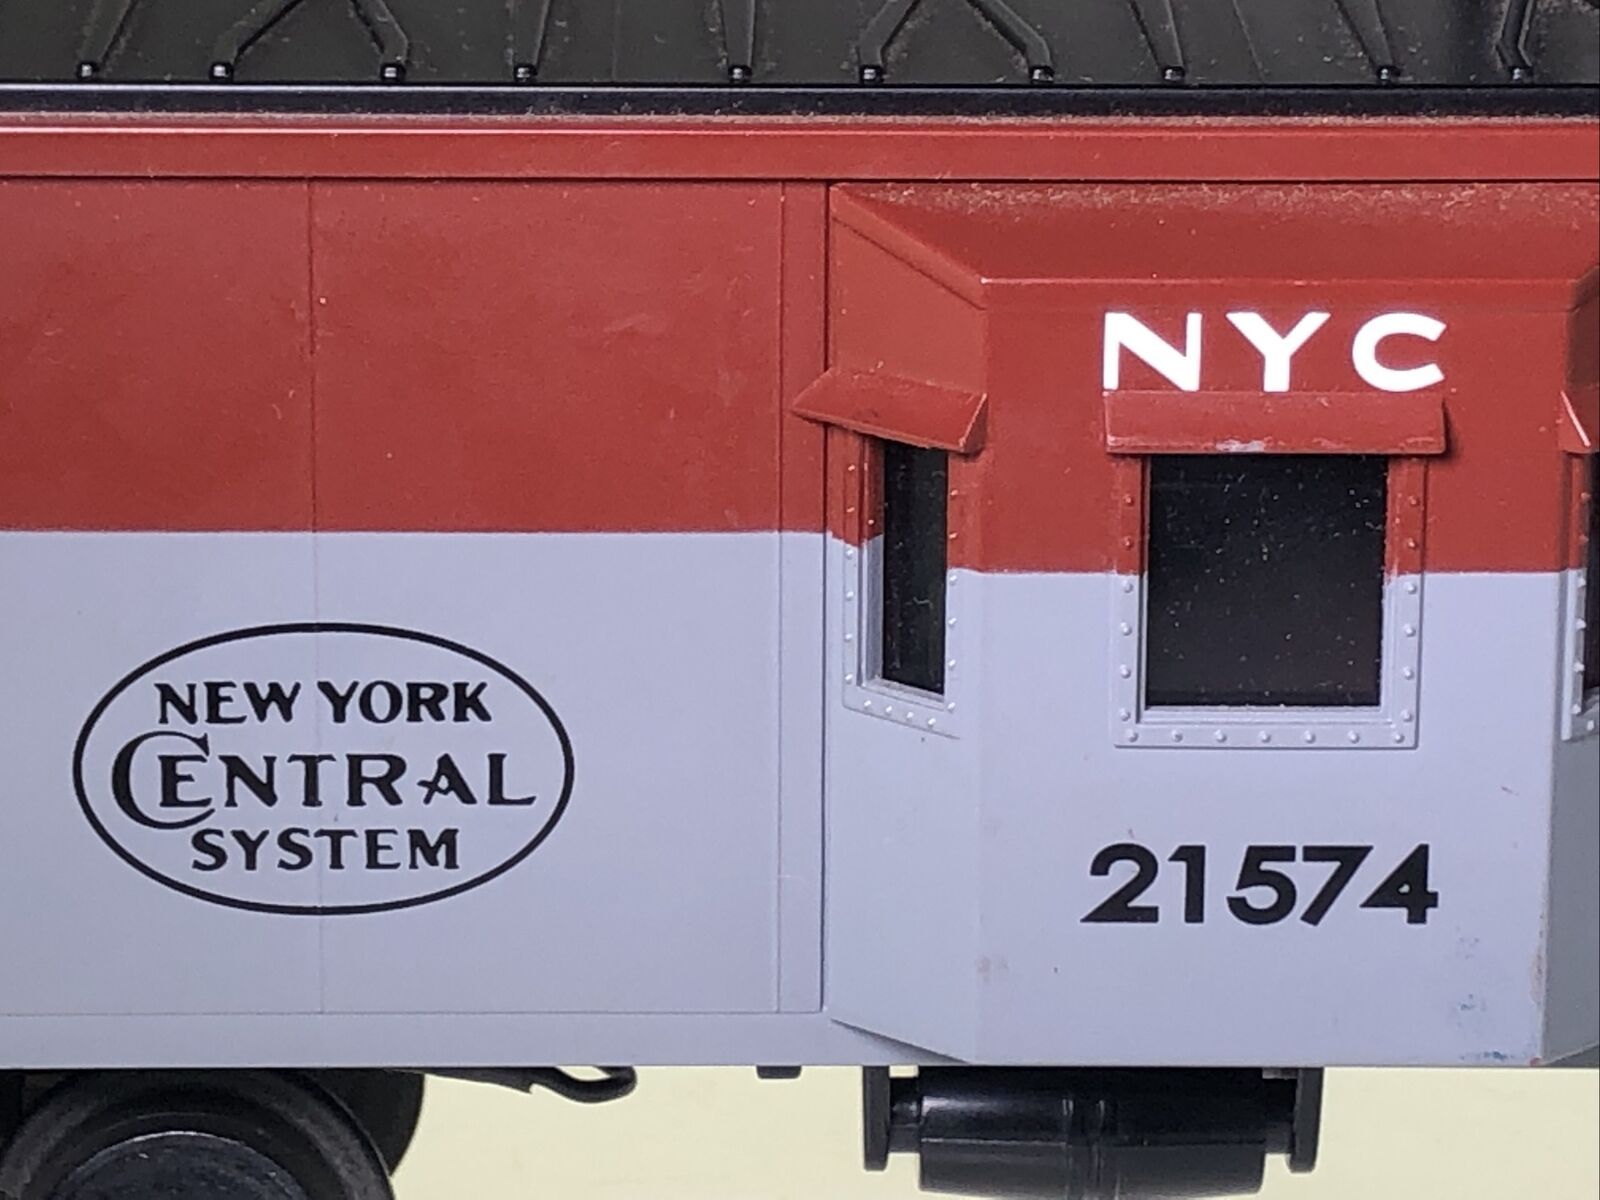 NYC
NEW YORK
CENTRAL
SYSTEM
21574